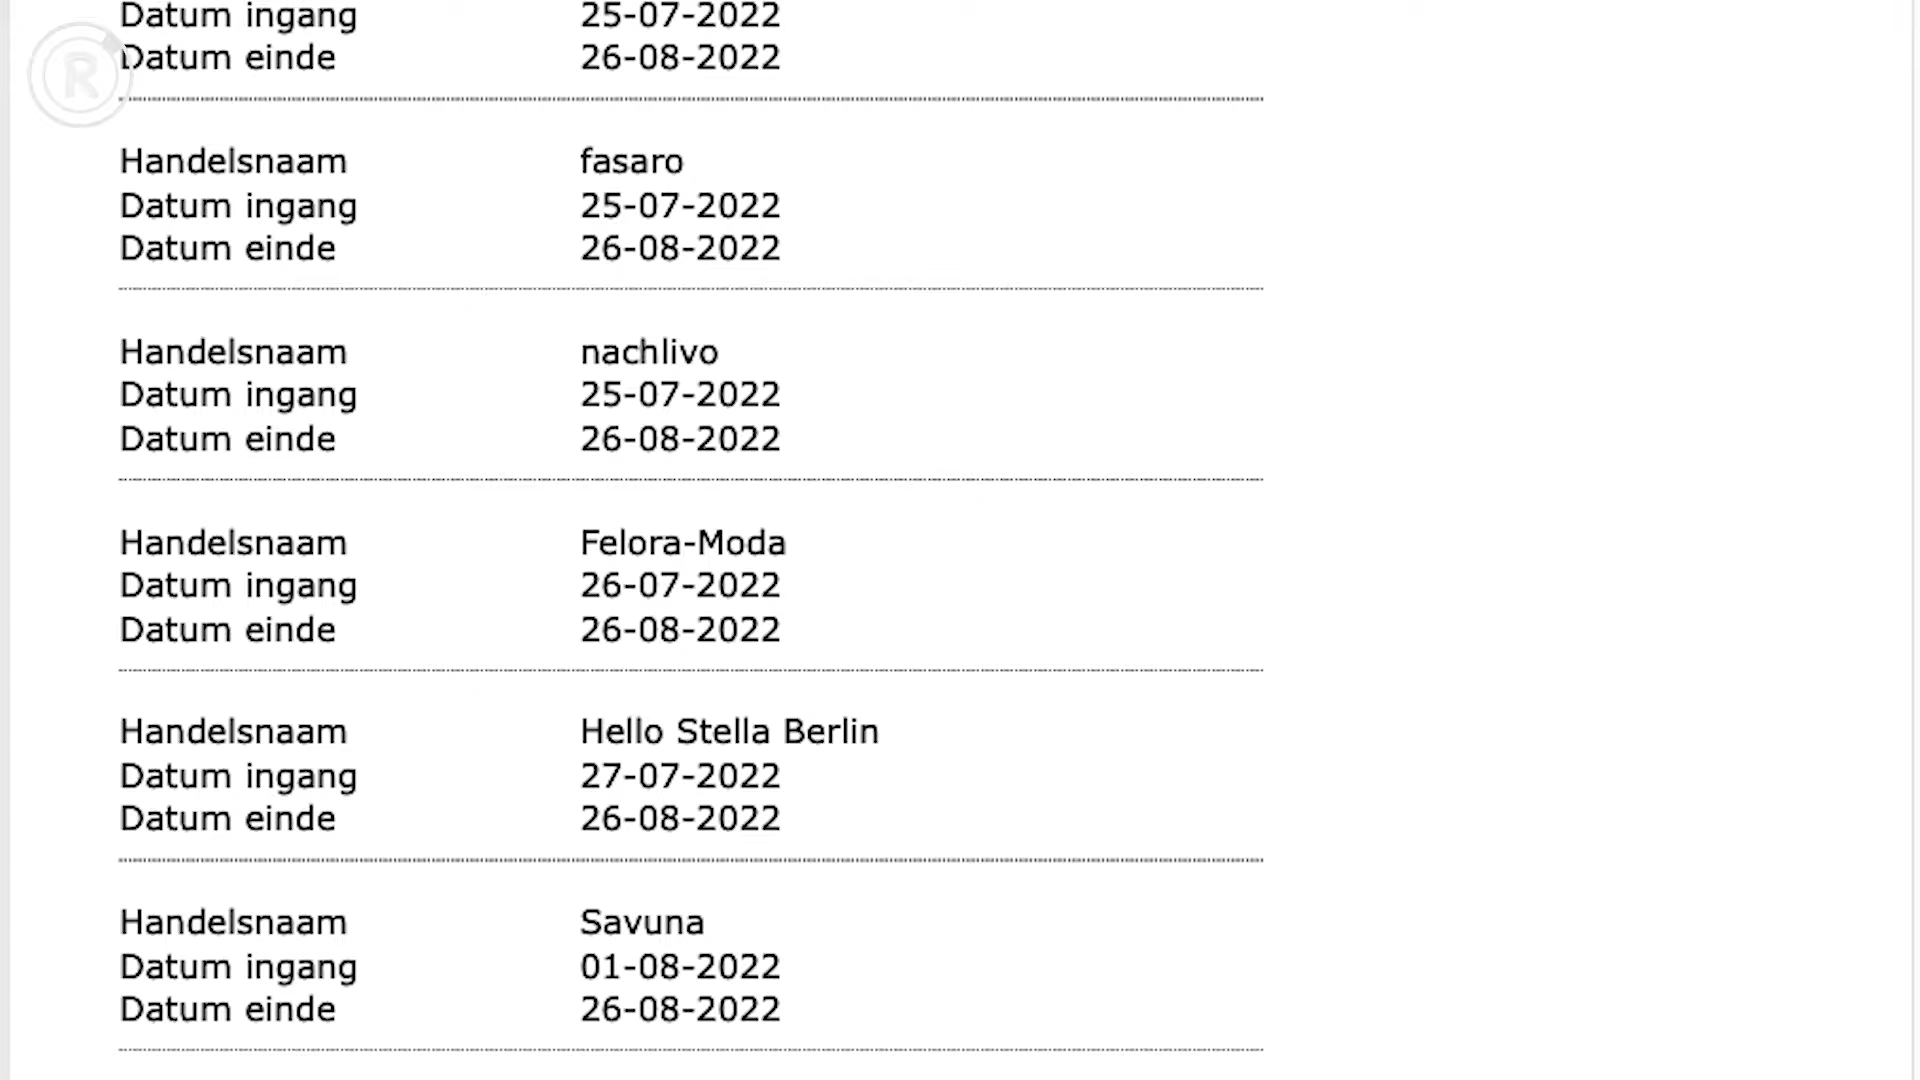 Datum ingang 25-07-2022
Datum einde 26-08-2022
Handelsnaam fasaro
Datum ingang 25-07-2022
Datum einde 26-08-2022
Handelsnaam nachlivo
Datum ingang 25-07-2022
Datum einde 26-08-2022
Handelsnaam Felora-Moda
Datum ingang 26-07-2022
Datum einde 26-08-2022
Handelsnaam Hello Stella Berlin
Datum ingang 27-07-2022
Datum einde 26-08-2022
Handelsnaam Savuna
Datum ingang 01-08-2022
Datum einde 26-08-2022
R